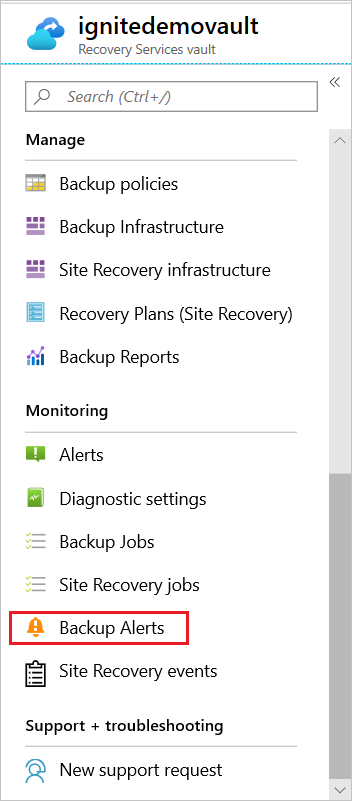 ignitedemovault
Recovery Services vault
Search (Ctrl+/)
Manage
Backup policies
Backup Infrastructure
Site Recovery infrastructure
Recovery Plans (Site Recovery)
Backup Reports
Monitoring
Alerts
Diagnostic settings
Backup Jobs
Site Recovery jobs
Backup Alerts
Site Recovery events
Support + troubleshooting
New support request